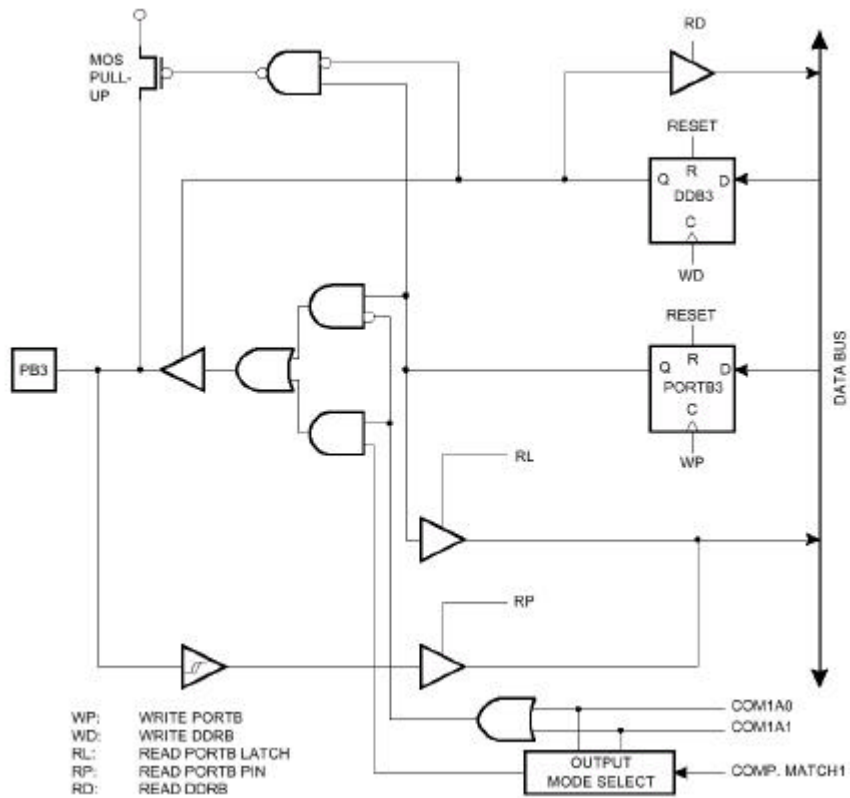 RD
MOS
PULL-
UP
RESET
R
Q
D
DDB3
C
WD
RESET
PB3
R
Q
D
PORTB3
C
DATA BUS
WP
RL
RP
WP: WRITE PORTB
WD: WRITE DDRB
RL: READ PORTB LATCH
RP: READ PORTB PIN
RD: READ DDRB
COM1A0
COM1A1
OUTPUT
MODE SELECT
COMP. MATCH1